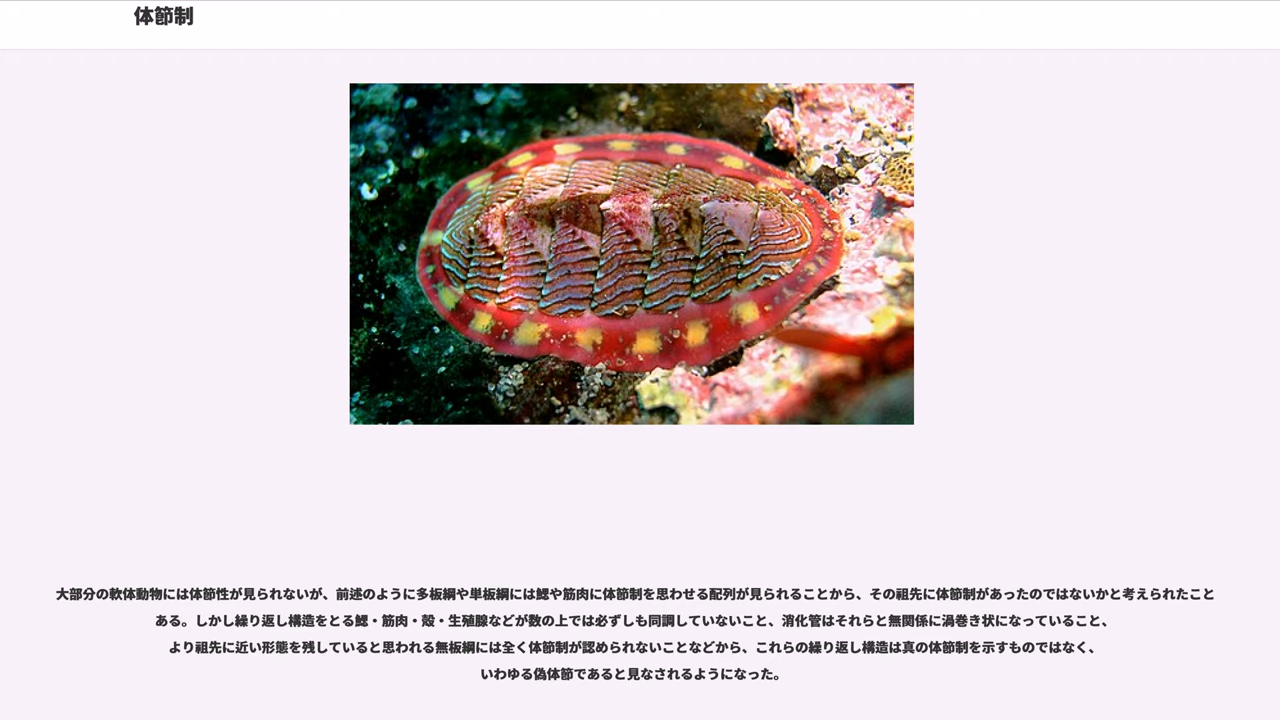 体節制
大部分の軟体動物には体節性が見られないが、前述のように多板綱や単板綱には鰓や筋肉に体節制を思わせる配列が見られることから、その祖先に体節制があったのではないかと考えられたこと
ある。しかし繰り返し構造をとる鰓・筋肉・殻・生殖腺などが数の上では必ずしも同調していないこと、消化管はそれらと無関係に渦巻き状になっていること、
より祖先に近い形態を残していると思われる無板綱には全く体節制が認められないことなどから、これらの繰り返し構造は真の体節制を示すものではなく、
いわゆる偽体節であると見なされるようになった。